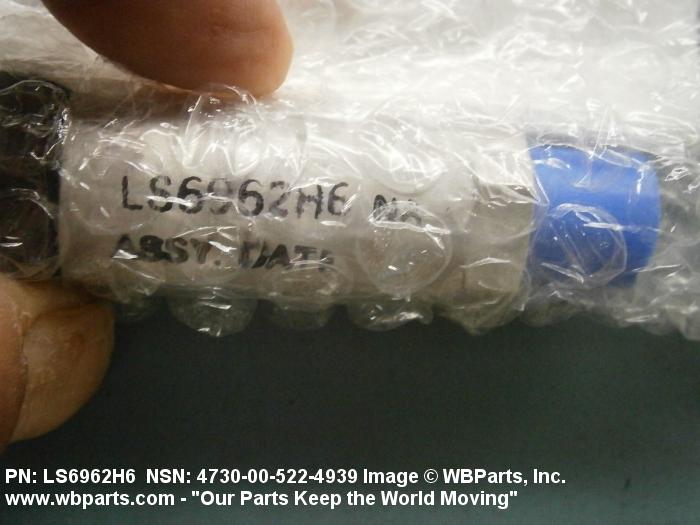 LS6962H6 NA
ASSY. DATE
PN: LS6962H6 NSN: 4730-00-522-4939 Image © WBParts, Inc.
www.wbparts.com - "Our Parts Keep the World Moving"